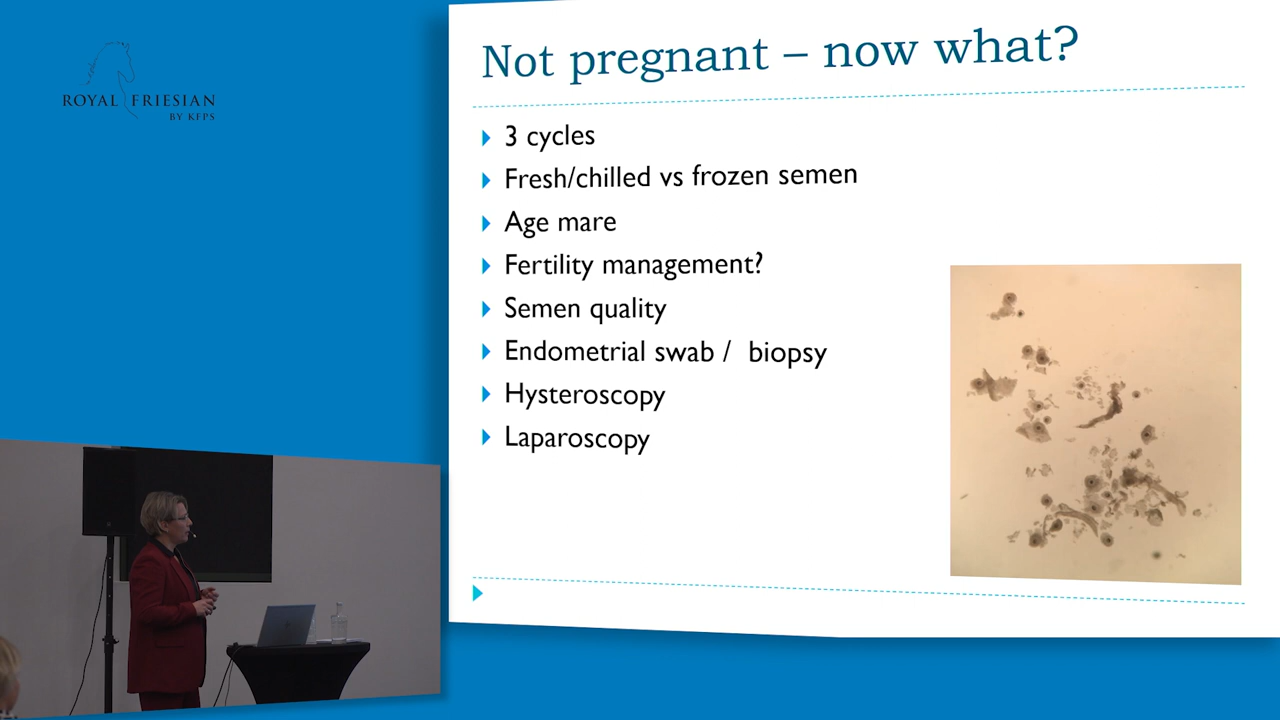 ROYAL FRIESIAN
BY KFPS
Not pregnant – now what?
3 cycles
Fresh/chilled vs frozen semen
Age mare
Fertility management?
Semen quality
Endometrial swab / biopsy
Hysteroscopy
Laparoscopy